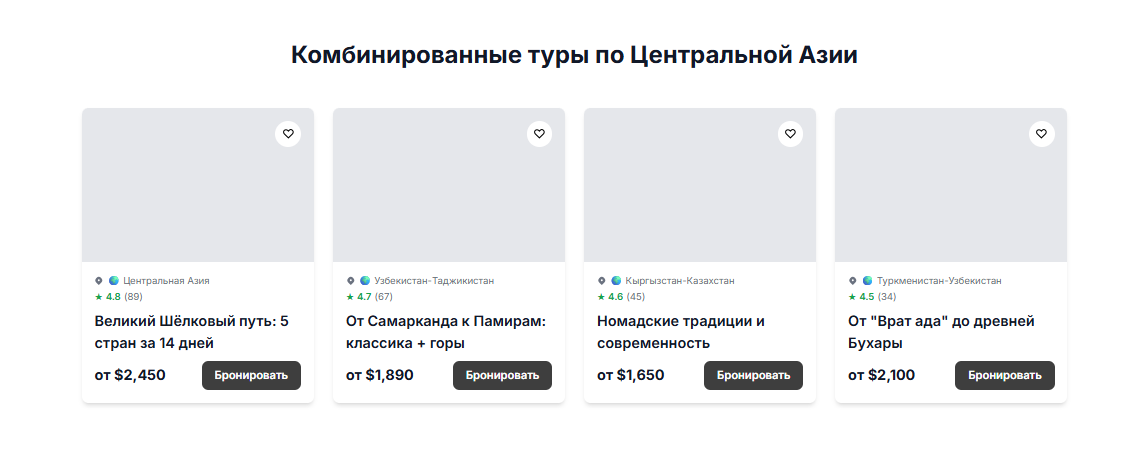 Комбинированные туры по Центральной Азии
Центральная Азия
★ 4.8 (89)
Великий Шёлковый путь: 5
стран за 14 дней
от $2,450
Бронировать
Узбекистан-Таджикистан
★ 4.7 (67)
От Самарканда к Памирам:
классика + горы
от $1,890
Бронировать
Кыргызстан-Казахстан
★ 4.6 (45)
Номадские традиции и
современность
от $1,650
Бронировать
Туркменистан-Узбекистан
★ 4.5 (34)
От "Врат ада" до древней
Бухары
от $2,100
Бронировать